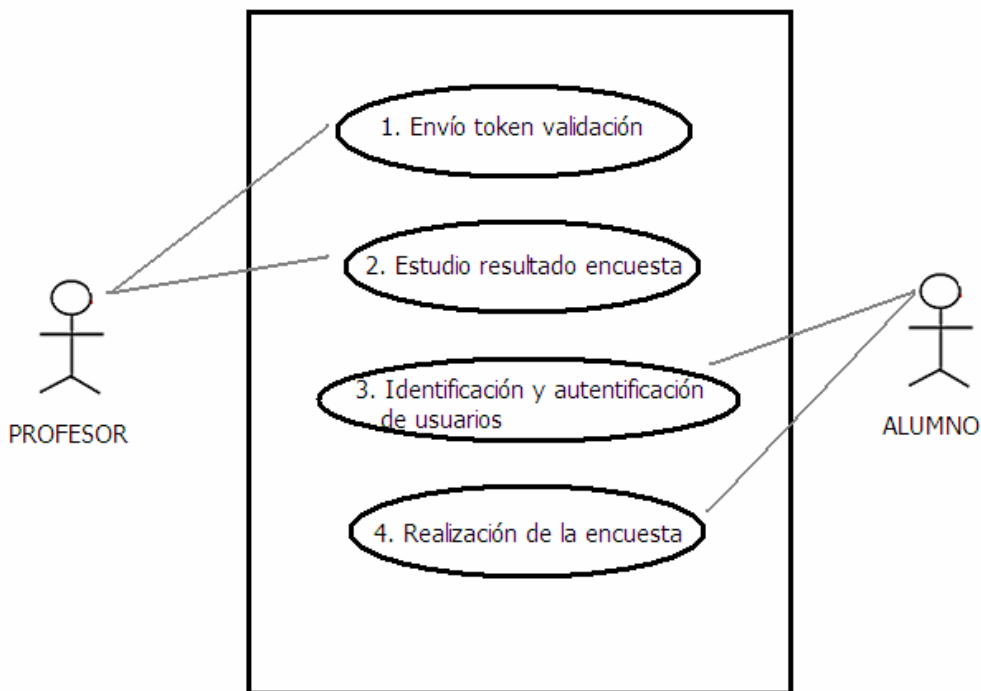 1. Envío token validación
2. Estudio resultado encuesta
3. Identificación y autentificación
de usuarios
4. Realización de la encuesta
PROFESOR
ALUMNO